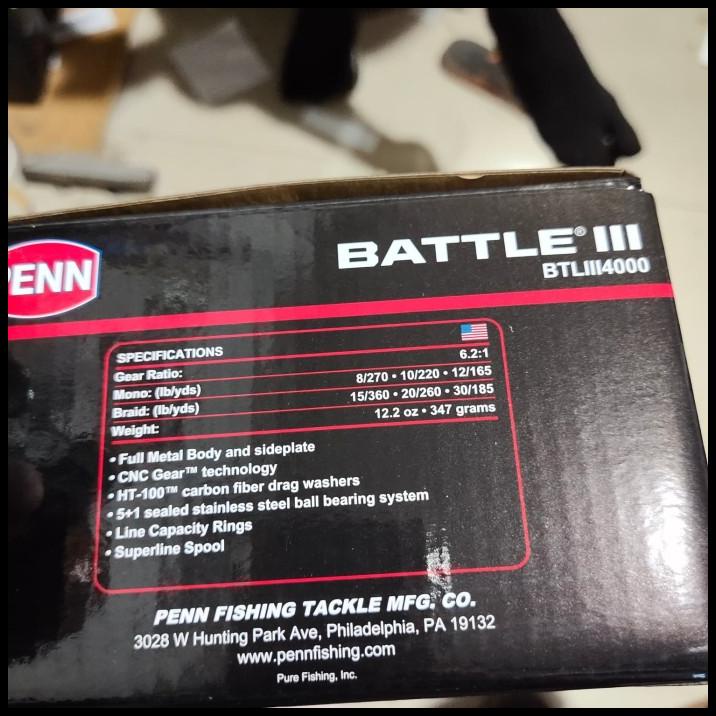 PENN
BATTLE® III
BTLIII4000
SPECIFICATIONS
Gear Ratio: 6.2:1
Mono: (lb/yds) 8/270 • 10/220 • 12/165
Braid: (lb/yds) 15/360 • 20/260 • 30/185
Weight: 12.2 oz • 347 grams
• Full Metal Body and sideplate
• CNC Gear™ technology
• HT-100™ carbon fiber drag washers
• 5+1 sealed stainless steel ball bearing system
• Line Capacity Rings
• Superline Spool
PENN FISHING TACKLE MFG. CO.
3028 W Hunting Park Ave, Philadelphia, PA 19132
www.pennfishing.com
Pure Fishing, Inc.